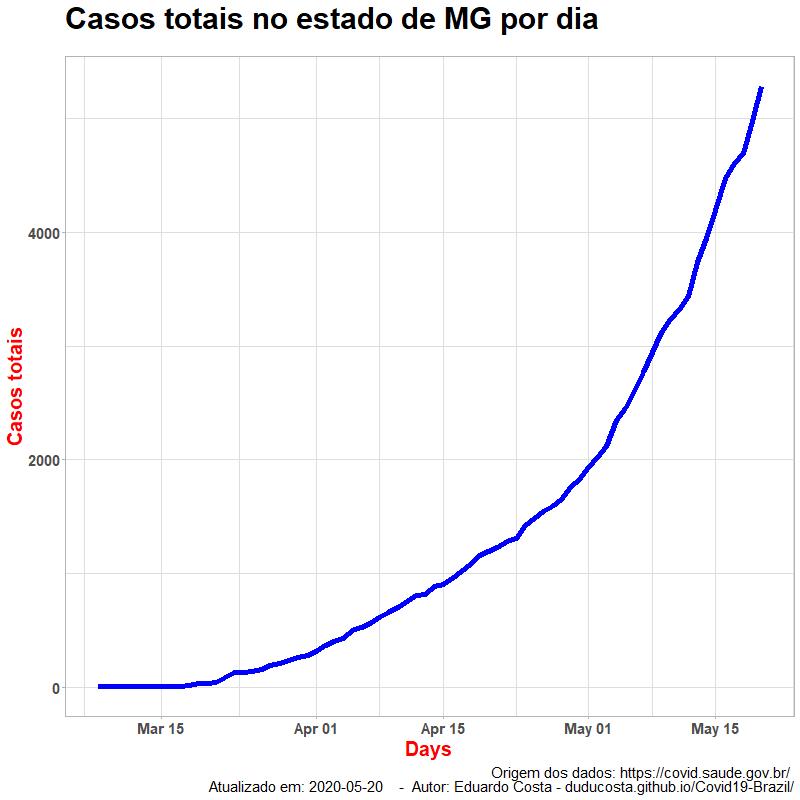 Casos totais no estado de MG por dia
Casos totais
4000
2000
0
Mar 15 Apr 01 Apr 15 May 01 May 15
Days
Origem dos dados: https://covid.saude.gov.br/
Atualizado em: 2020-05-20 - Autor: Eduardo Costa - duducosta.github.io/Covid19-Brazil/